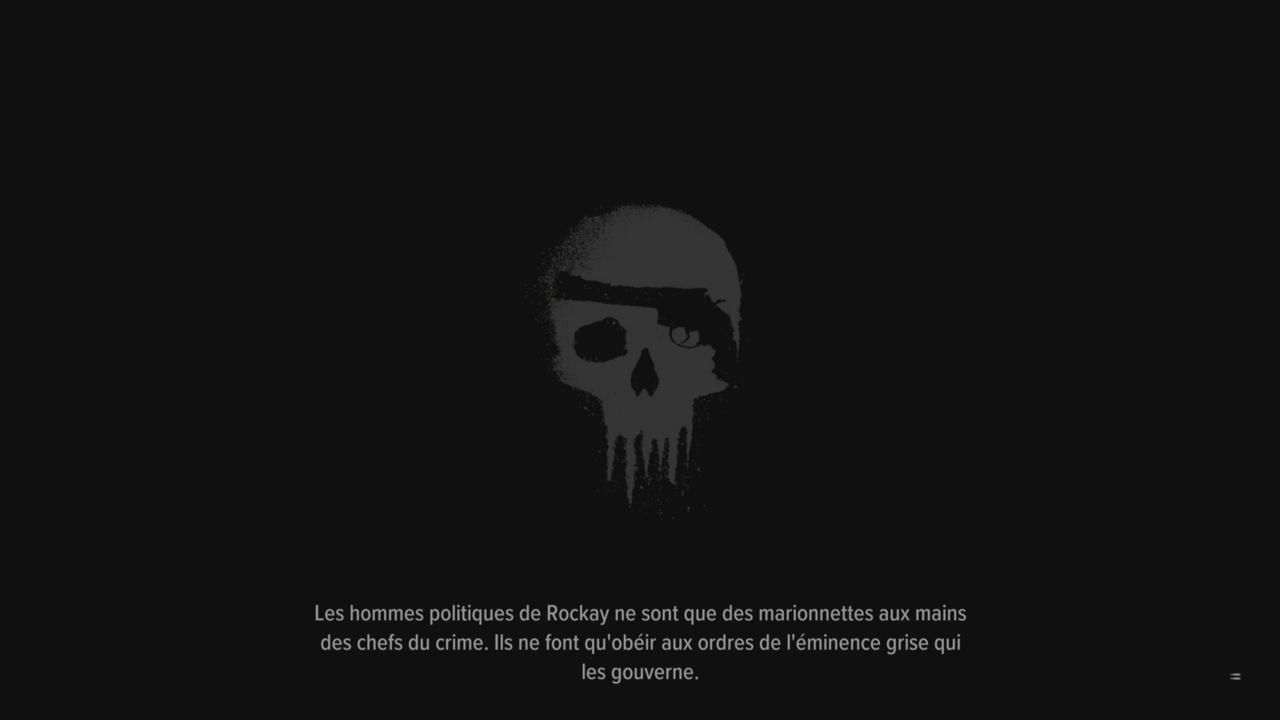 Les hommes politiques de Rockay ne sont que des marionnettes aux mains
des chefs du crime. Ils ne font qu'obéir aux ordres de l'éminence grise qui
les gouverne.